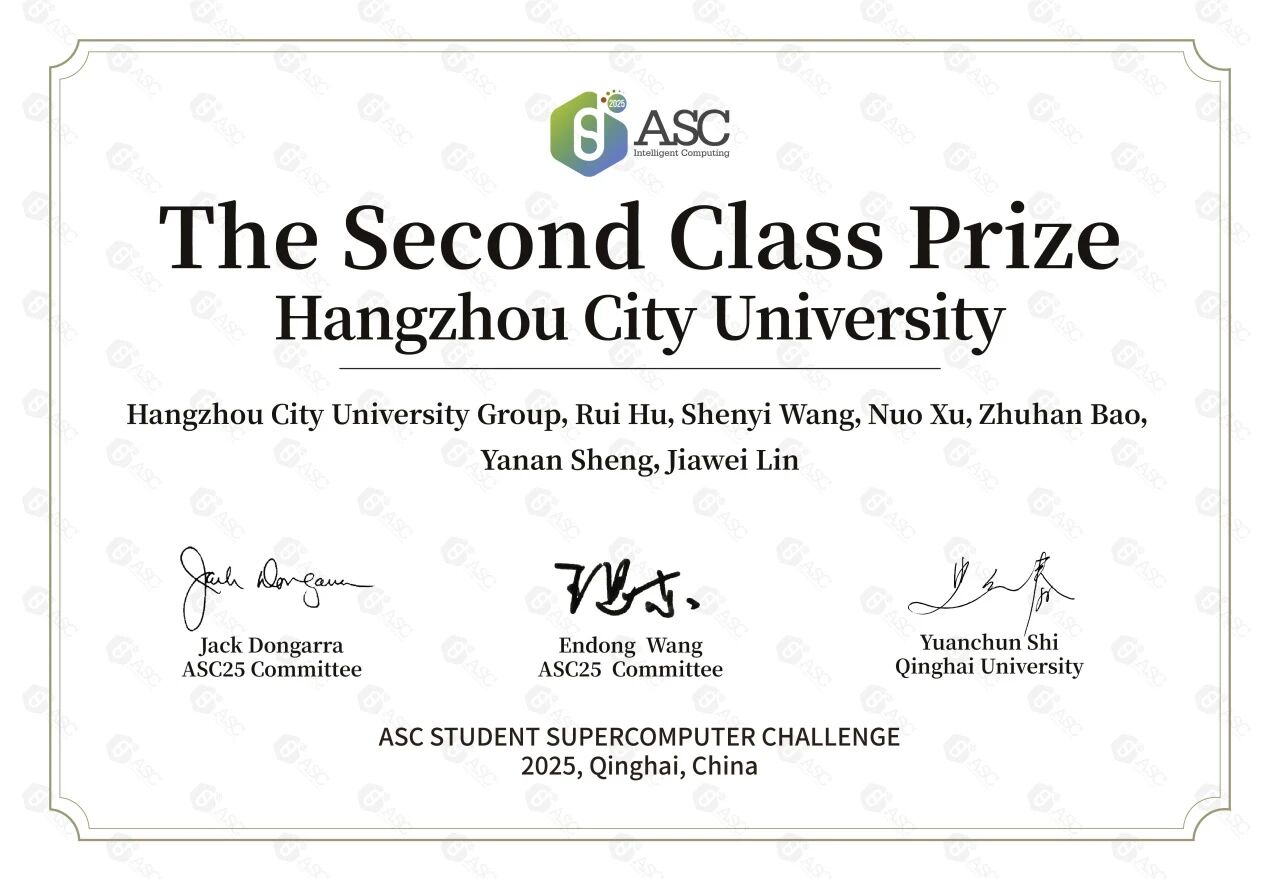 2025
ASC
Intelligent Computing
The Second Class Prize
Hangzhou City University
Hangzhou City University Group, Rui Hu, Shenyi Wang, Nuo Xu, Zhuhan Bao,
Yanan Sheng, Jiawei Lin
Jack Dongarra
Jack Dongarra
ASC25 Committee
Endong Wang
ASC25 Committee
Yuanchun Shi
Qinghai University
ASC STUDENT SUPERCOMPUTER CHALLENGE
2025, Qinghai, China